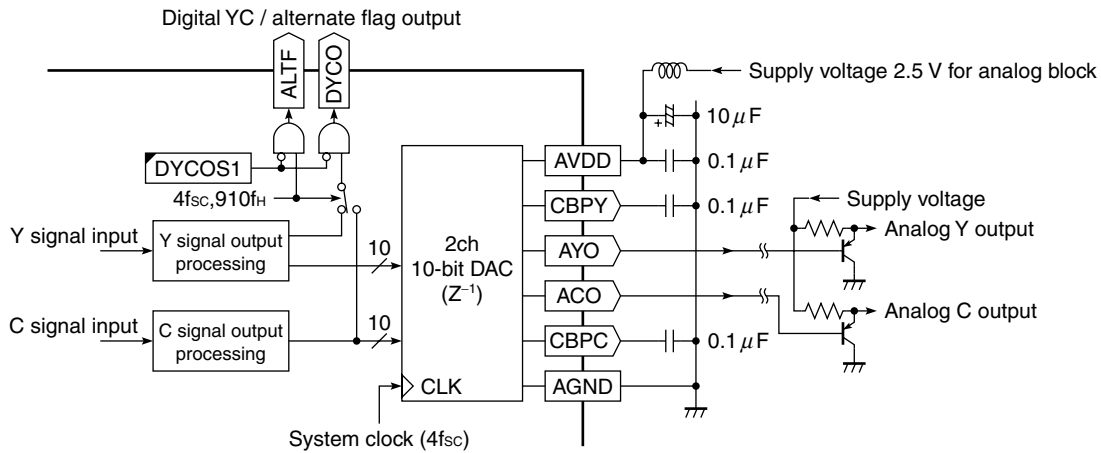 Digital YC / alternate flag output
ALTF
DYCO
Supply voltage 2.5 V for analog block
10 µF
+
DYCOS1
AVDD
0.1 µF
4fsc,910fH
CBPY
0.1 µF
Supply voltage
Y signal input
Y signal output
processing
10
2ch
10-bit DAC
(Z⁻¹)
AYO
Analog Y output
ACO
C signal input
C signal output
processing
10
CBPC
0.1 µF
Analog C output
CLK
AGND
System clock (4fsc)